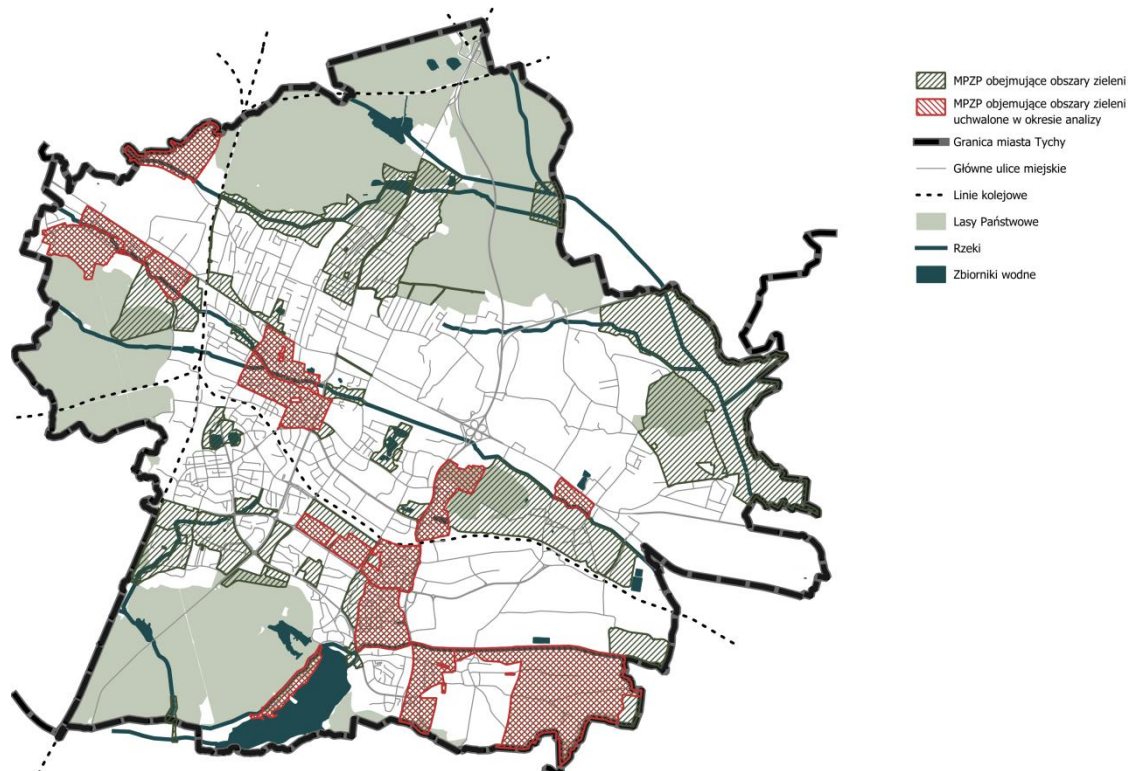 MPZP obejmujące obszary zieleni
MPZP objemujące obszary zieleni
uchwalone w okresie analizy
Granica miasta Tychy
Główne ulice miejskie
Linie kolejowe
Lasy Państwowe
Rzeki
Zbiorniki wodne